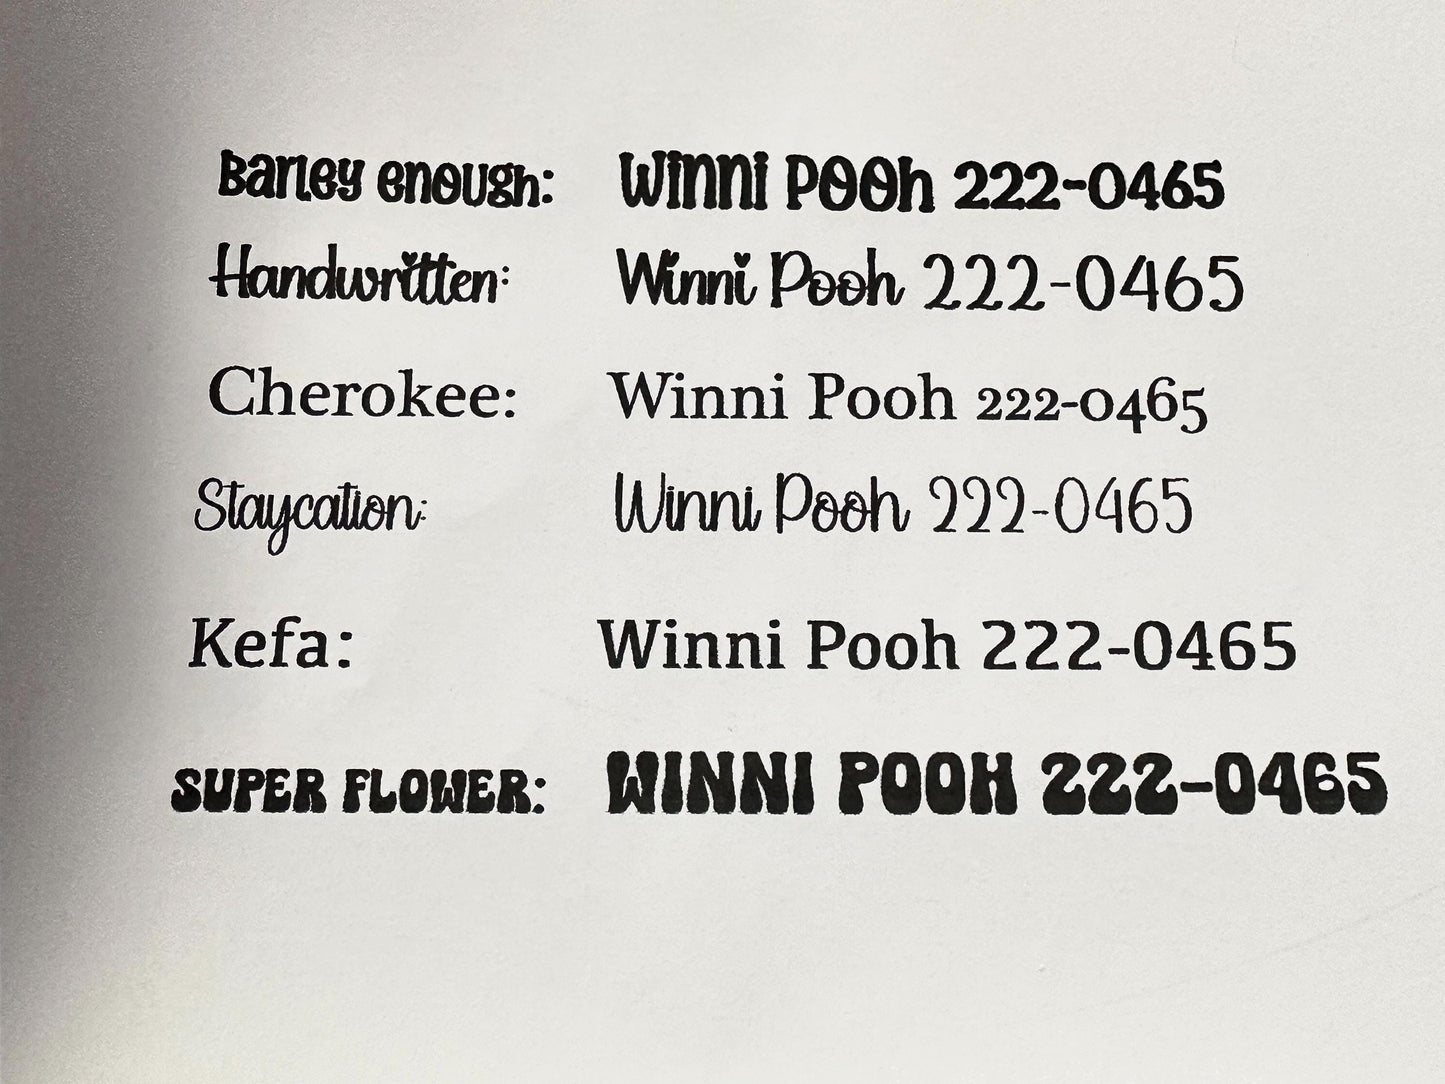 Barley enough: Winni Pooh 222-0465
Handwritten: Winni Pooh 222-0465
Cherokee: Winni Pooh 222-0465
Staycation: Winni Pooh 222-0465
Kefa: Winni Pooh 222-0465
SUPER FLOWER: WINNI POOH 222-0465